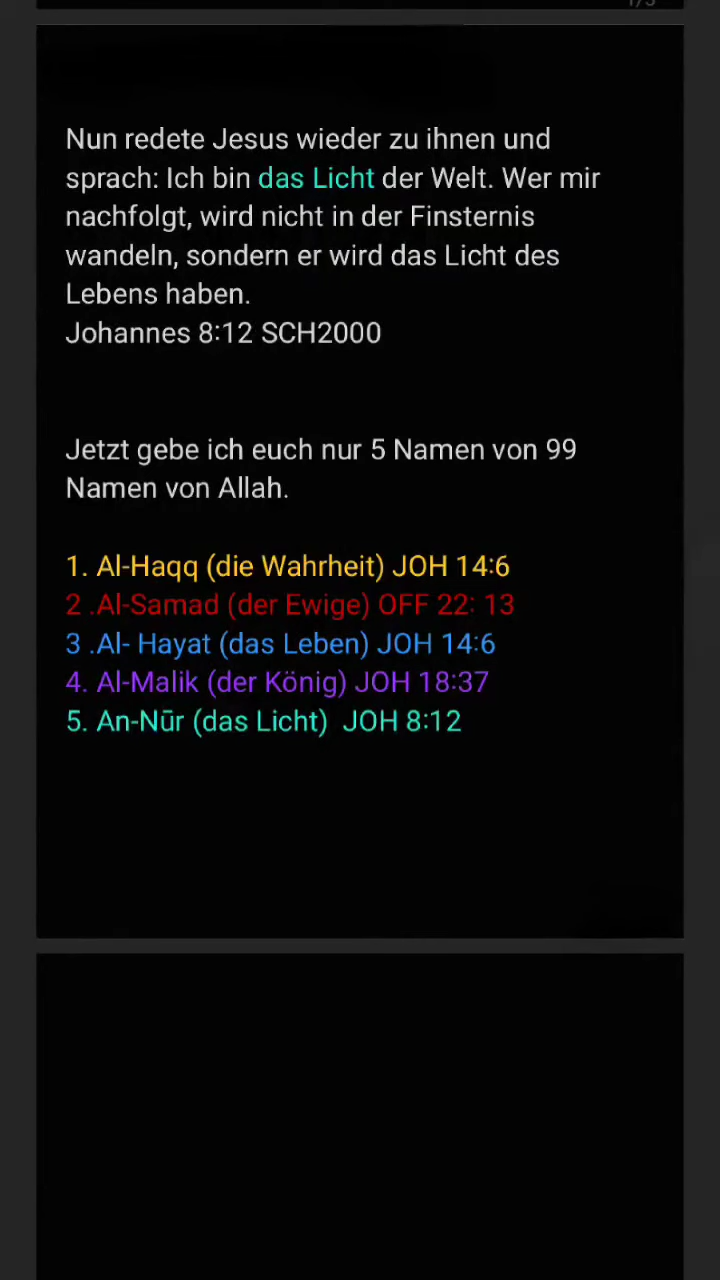 Nun redete Jesus wieder zu ihnen und
sprach: Ich bin das Licht der Welt. Wer mir
nachfolgt, wird nicht in der Finsternis
wandeln, sondern er wird das Licht des
Lebens haben.
Johannes 8:12 SCH2000
Jetzt gebe ich euch nur 5 Namen von 99
Namen von Allah.
1. Al-Haqq (die Wahrheit) JOH 14:6
2 .Al-Samad (der Ewige) OFF 22: 13
3 .Al- Hayat (das Leben) JOH 14:6
4. Al-Malik (der König) JOH 18:37
5. An-Nūr (das Licht)  JOH 8:12